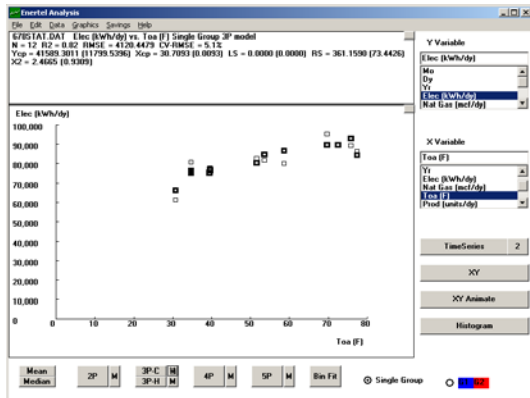 Enertel Analysis
File Edit Data Graphics Savings Help
678STAT.DAT Elec (kWh/dy) vs. Toa (F) Single Group 3P model
N = 12 R2 = 0.82 RMSE = 4120.4479 CV-RMSE = 5.1%
Ycp = 41589.3011 (11799.5396) Xcp = 30.7093 (0.0093) LS = 0.0000 (0.0000) RS = 361.1590 (73.4426)
X2 = 2.4665 (0.9309)
Elec (kWh/dy)
100,000
90,000
80,000
70,000
60,000
50,000
40,000
30,000
20,000
10,000
0
0 10 20 30 40 50 60 70 80
Toa (F)
Y Variable
Elec (kWh/dy)
Mo
Dy
Yr
Elec (kWh/dy)
Nat Gas (mcf/dy)
X Variable
Toa (F)
Yr
Elec (kWh/dy)
Nat Gas (mcf/dy)
Toa (F)
Prod (units/dy)
TimeSeries 2
XY
XY Animate
Histogram
Mean
Median
2P M
3P-C M
3P-H M
4P M
5P M
Bin Fit
Single Group
G1 G2